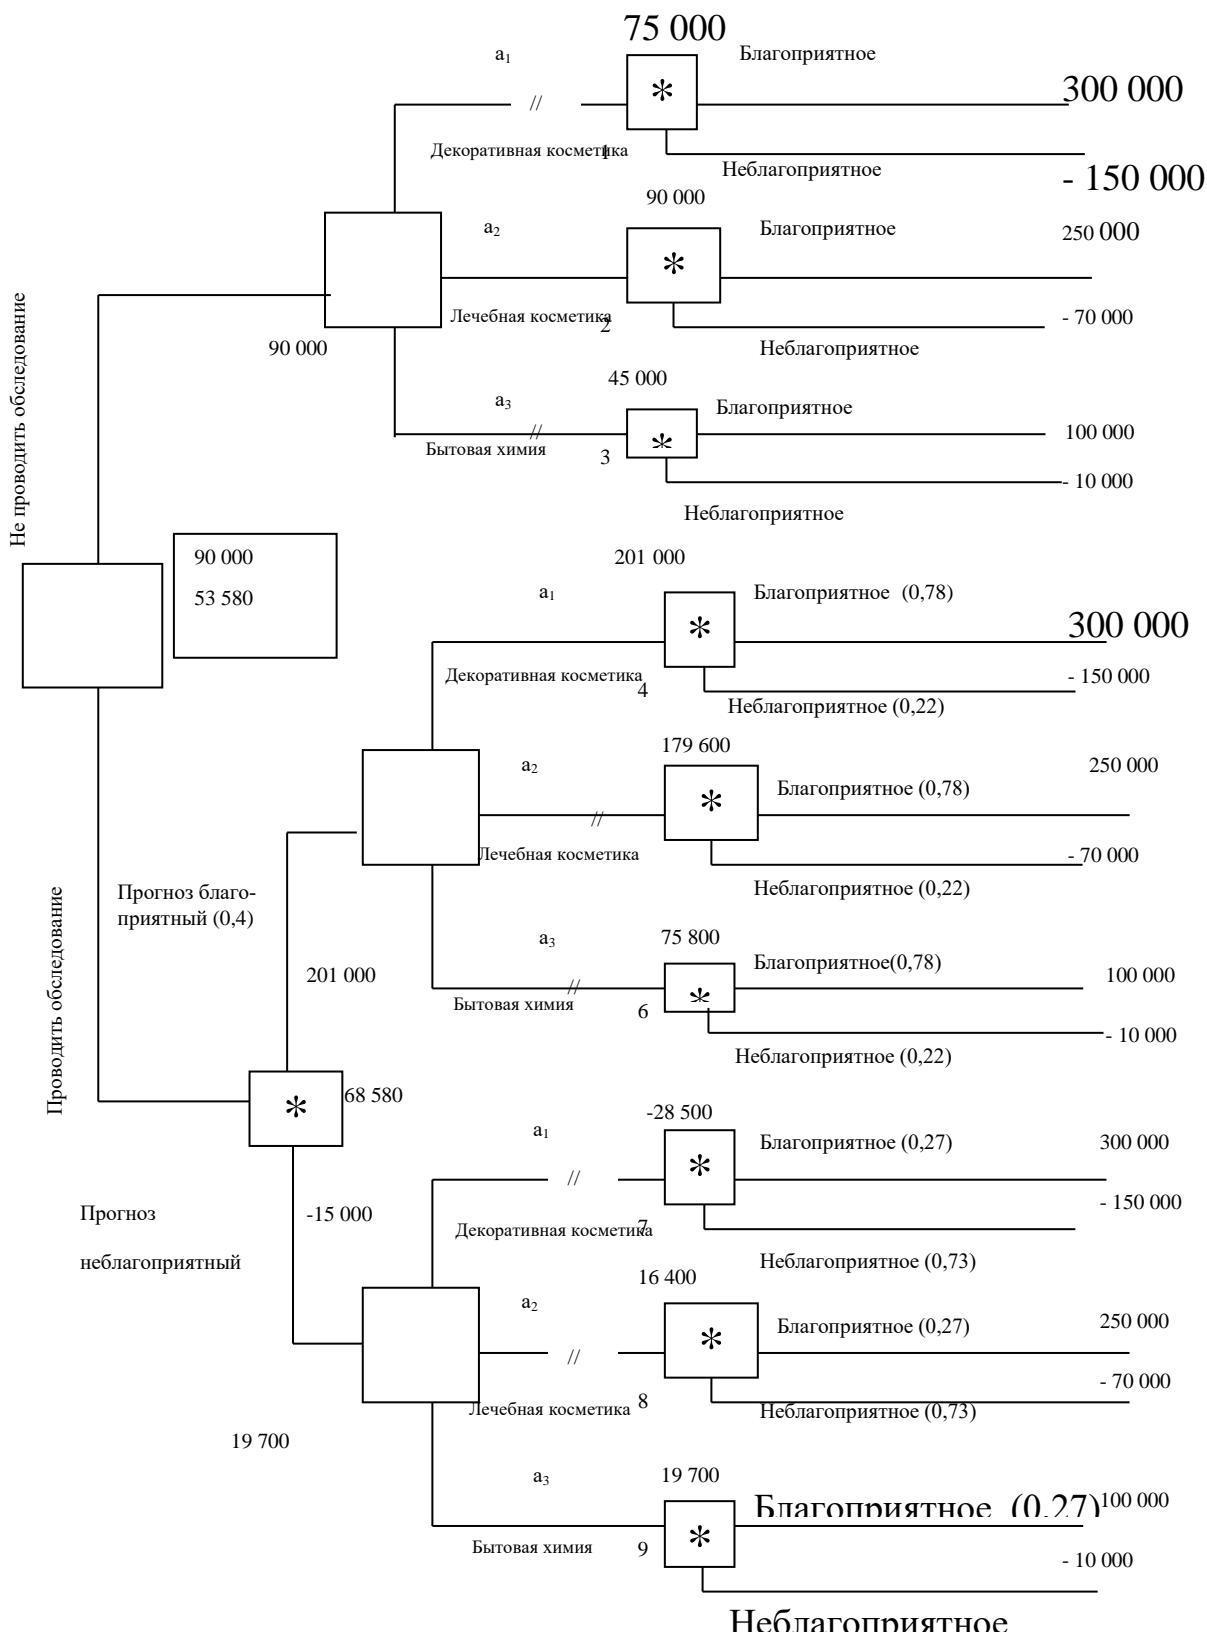 75 000
a₁
Благоприятное
*
300 000
//
Декоративная косметика
1
Неблагоприятное
- 150 000
90 000
a₂
Благоприятное
250 000
*
Лечебная косметика
2
- 70 000
Неблагоприятное
90 000
45 000
a₃
Благоприятное
100 000
//
*
Бытовая химия
3
- 10 000
Неблагоприятное
Не проводить обследование
90 000
53 580
201 000
a₁
Благоприятное (0,78)
*
300 000
Декоративная косметика
4
- 150 000
Неблагоприятное (0,22)
179 600
a₂
250 000
Благоприятное (0,78)
*
//
Лечебная косметика
- 70 000
Неблагоприятное (0,22)
Прогноз благо-
приятный (0,4)
Проводить обследование
75 800
a₃
Благоприятное(0,78)
201 000
100 000
//
*
Бытовая химия
6
- 10 000
Неблагоприятное (0,22)
*
68 580
-28 500
a₁
Благоприятное (0,27)
300 000
*
//
- 150 000
Прогноз
-15 000
Декоративная косметика
7
неблагоприятный
Неблагоприятное (0,73)
16 400
a₂
Благоприятное (0,27)
250 000
*
//
- 70 000
Лечебная косметика
8
Неблагоприятное (0,73)
19 700
a₃
19 700
Благоприятное (0,27)
100 000
*
Бытовая химия
9
- 10 000
Неблагоприятное